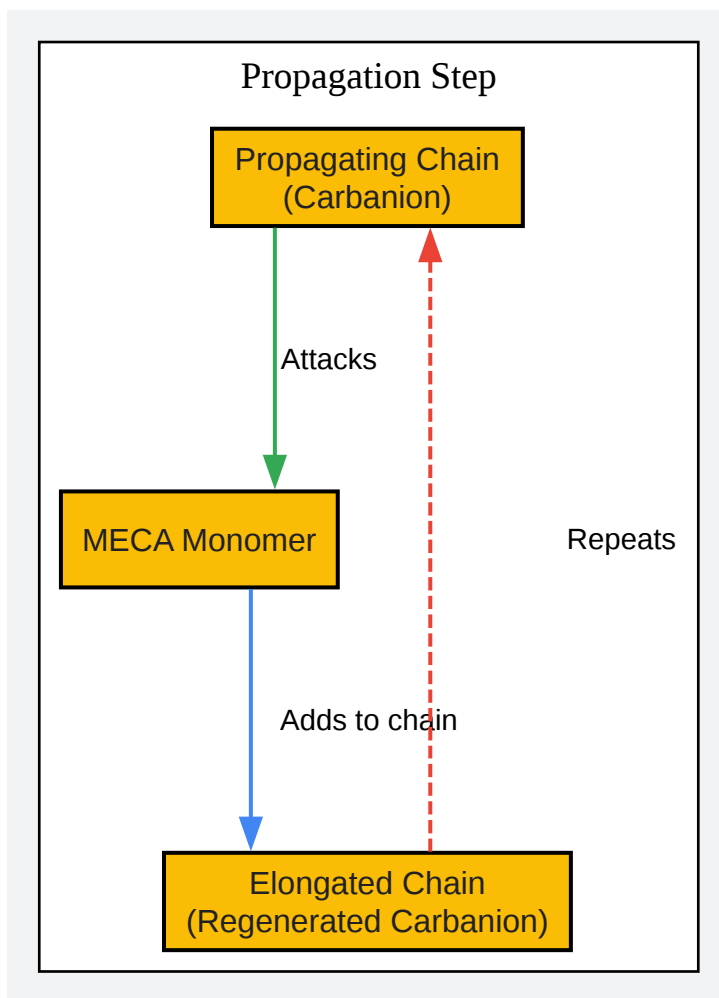 Propagation Step
Propagating Chain
(Carbanion)
Attacks
MECA Monomer
Repeats
Adds to chain
Elongated Chain
(Regenerated Carbanion)